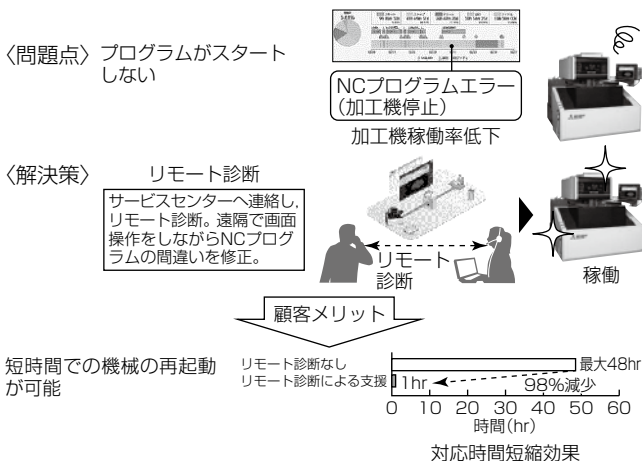 〈問題点〉 プログラムがスタート
しない
NCプログラムエラー
(加工機停止)
加工機稼働率低下
〈解決策〉
リモート診断
サービスセンターへ連絡し,
リモート診断。遠隔で画面
操作をしながらNCプログ
ラムの間違いを修正。
リモート
診断
稼働
顧客メリット
短時間での機械の再起動
が可能
リモート診断なし
最大48hr
リモート診断による支援
1hr
98%減少
0 10 20 30 40 50 60
時間(hr)
対応時間短縮効果